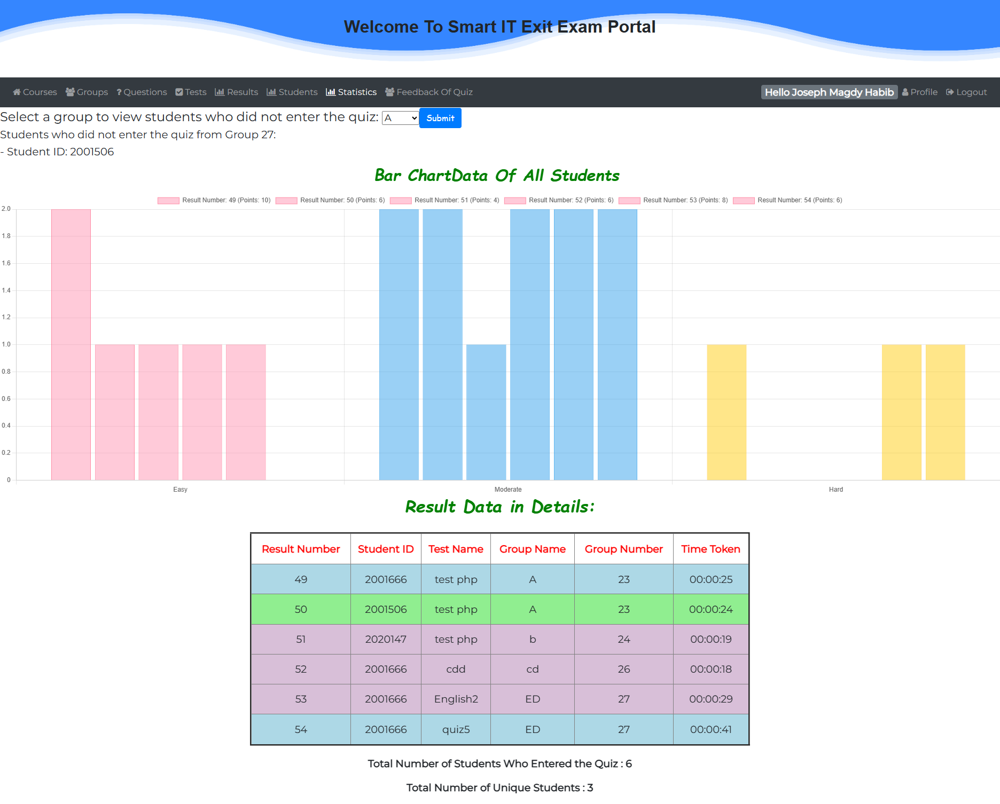 Welcome To Smart IT Exit Exam Portal
Courses Groups ? Questions Tests Results Students Statistics Feedback Of Quiz Hello Joseph Magdy Habib Profile Logout
Select a group to view students who did not enter the quiz: A Submit
Students who did not enter the quiz from Group 27:
- Student ID: 2001506
Bar ChartData Of All Students
Result Number: 49 (Points: 10) Result Number: 50 (Points: 6) Result Number: 51 (Points: 4) Result Number: 52 (Points: 6) Result Number: 53 (Points: 8) Result Number: 54 (Points: 6)
2.0
1.8
1.6
1.4
1.2
1.0
0.8
0.6
0.4
0.2
0
Easy Moderate Hard
Result Data in Details:
Result Number Student ID Test Name Group Name Group Number Time Token
49 2001666 test php A 23 00:00:25
50 2001506 test php A 23 00:00:24
51 2020147 test php b 24 00:00:19
52 2001666 cdd cd 26 00:00:18
53 2001666 English2 ED 27 00:00:29
54 2001666 quiz5 ED 27 00:00:41
Total Number of Students Who Entered the Quiz : 6
Total Number of Unique Students : 3